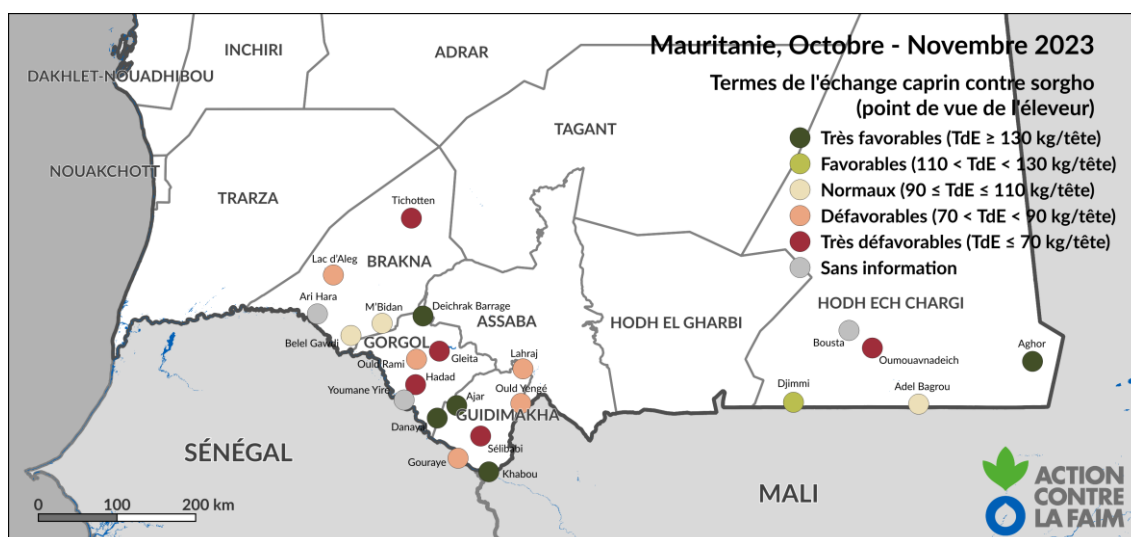 Mauritanie, Octobre - Novembre 2023
Termes de l'échange caprin contre sorgho
(point de vue de l'éleveur)
Très favorables (TdE ≥ 130 kg/tête)
Favorables (110 < TdE < 130 kg/tête)
Normaux (90 ≤ TdE ≤ 110 kg/tête)
Défavorables (70 < TdE < 90 kg/tête)
Très défavorables (TdE ≤ 70 kg/tête)
Sans information
INCHIRI
ADRAR
DAKHLET-NOUADHIBOU
TAGANT
NOUAKCHOTT
TRARZA
Tichotten
Lac d'Aleg
BRAKNA
Ari Hara
M'Bidan
Deichrak Barrage
ASSABA
HODH EL GHARBI
HODH ECH CHARGI
Belel Gawdi
GORGOL
Bousta
Oumouavnadeich
Aghor
Ould Rami
Gleita
Lahraj
Hadad
Youmane Yiré
Ajar
Ould Yengé
Djimmi
Adel Bagrou
GUIDIMAKHA
Danaya
Sélibabi
Gouraye
Khabou
SÉNÉGAL
MALI
0 100 200 km
ACTION
CONTRE
LA FAIM